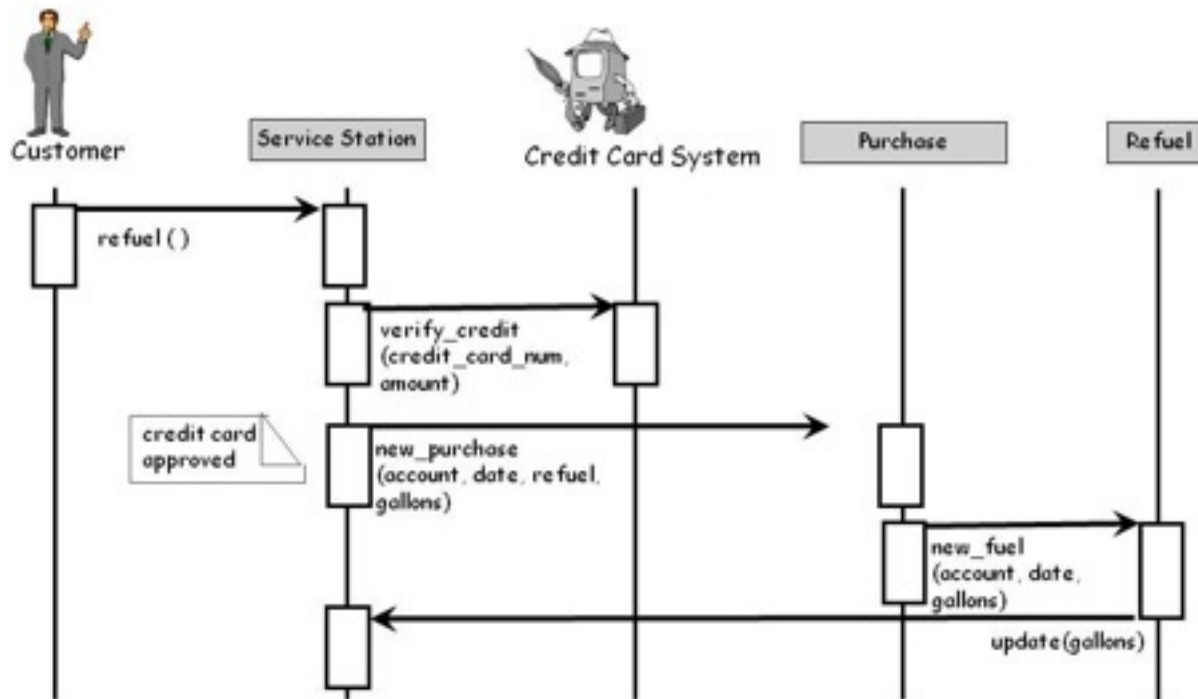 Customer
Service Station
Credit Card System
Purchase
Refuel
refuel ( )
verify_credit
(credit_card_num,
amount)
credit card
approved
new_purchase
(account, date, refuel,
gallons)
new_fuel
(account, date,
gallons)
update(gallons)